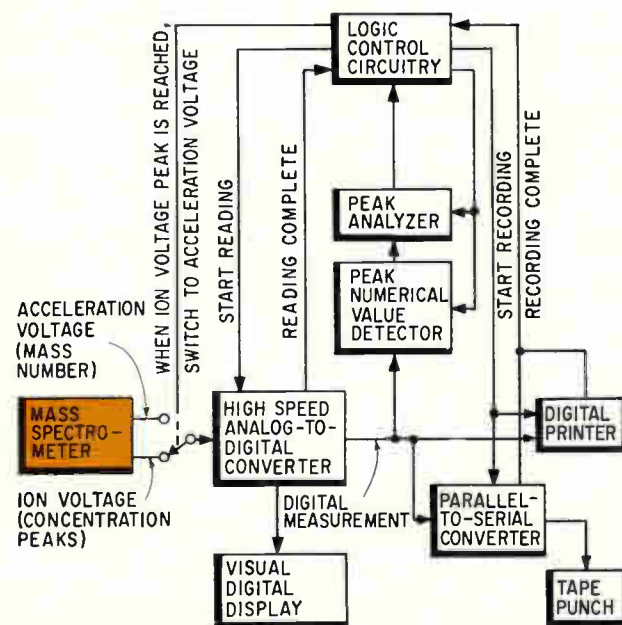 LOGIC
CONTROL
CIRCUITRY
WHEN ION VOLTAGE PEAK IS REACHED,
SWITCH TO ACCELERATION VOLTAGE
START READING
READING COMPLETE
START RECORDING
RECORDING COMPLETE
PEAK
ANALYZER
PEAK
NUMERICAL
VALUE
DETECTOR
ACCELERATION
VOLTAGE
(MASS
NUMBER)
MASS
SPECTRO-
METER
ION VOLTAGE
(CONCENTRATION
PEAKS)
HIGH SPEED
ANALOG-TO-
DIGITAL
CONVERTER
DIGITAL
MEASUREMENT
DIGITAL
PRINTER
PARALLEL-
TO-SERIAL
CONVERTER
VISUAL
DIGITAL
DISPLAY
TAPE
PUNCH